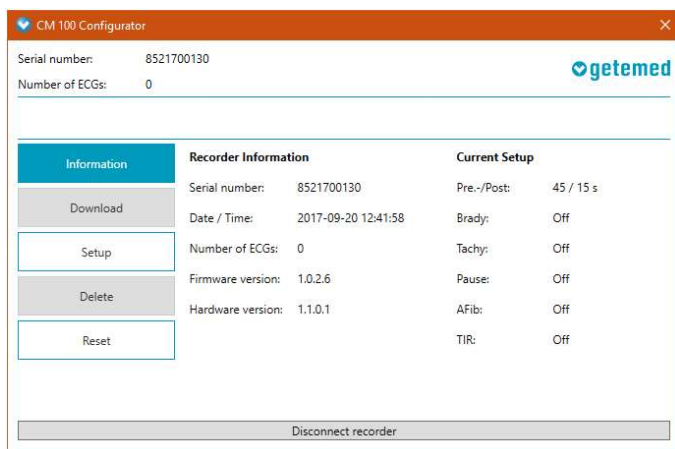 CM 100 Configurator
Serial number: 8521700130
getemed
Number of ECGs: 0
Information
Download
Setup
Delete
Reset
Recorder Information
Serial number: 8521700130
Date / Time: 2017-09-20 12:41:58
Number of ECGs: 0
Firmware version: 1.0.2.6
Hardware version: 1.1.0.1
Current Setup
Pre.-/Post: 45 / 15 s
Brady: Off
Tachy: Off
Pause: Off
AFib: Off
TIR: Off
Disconnect recorder